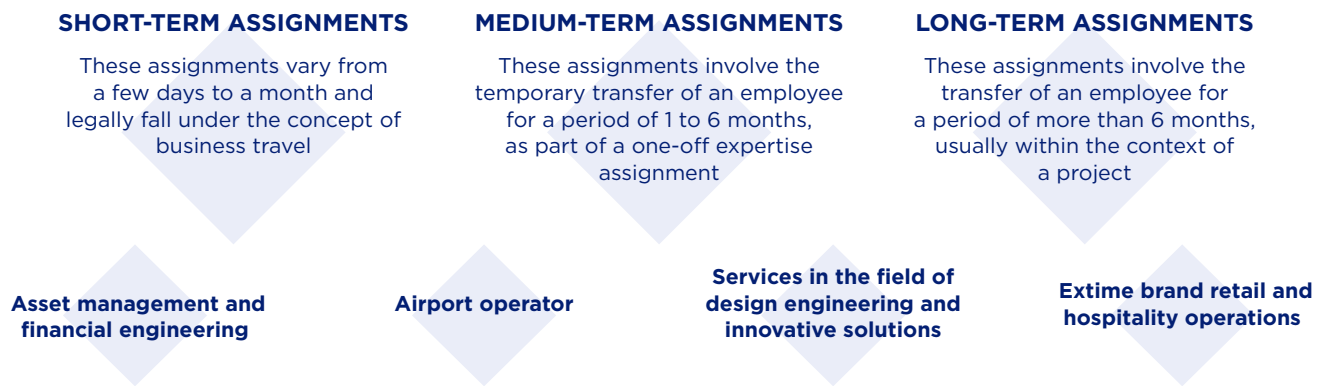 SHORT-TERM ASSIGNMENTS
These assignments vary from
a few days to a month and
legally fall under the concept of
business travel
MEDIUM-TERM ASSIGNMENTS
These assignments involve the
temporary transfer of an employee
for a period of 1 to 6 months,
as part of a one-off expertise
assignment
LONG-TERM ASSIGNMENTS
These assignments involve the
transfer of an employee for
a period of more than 6 months,
usually within the context of
a project
Asset management and
financial engineering
Airport operator
Services in the field of
design engineering and
innovative solutions
Extime brand retail and
hospitality operations